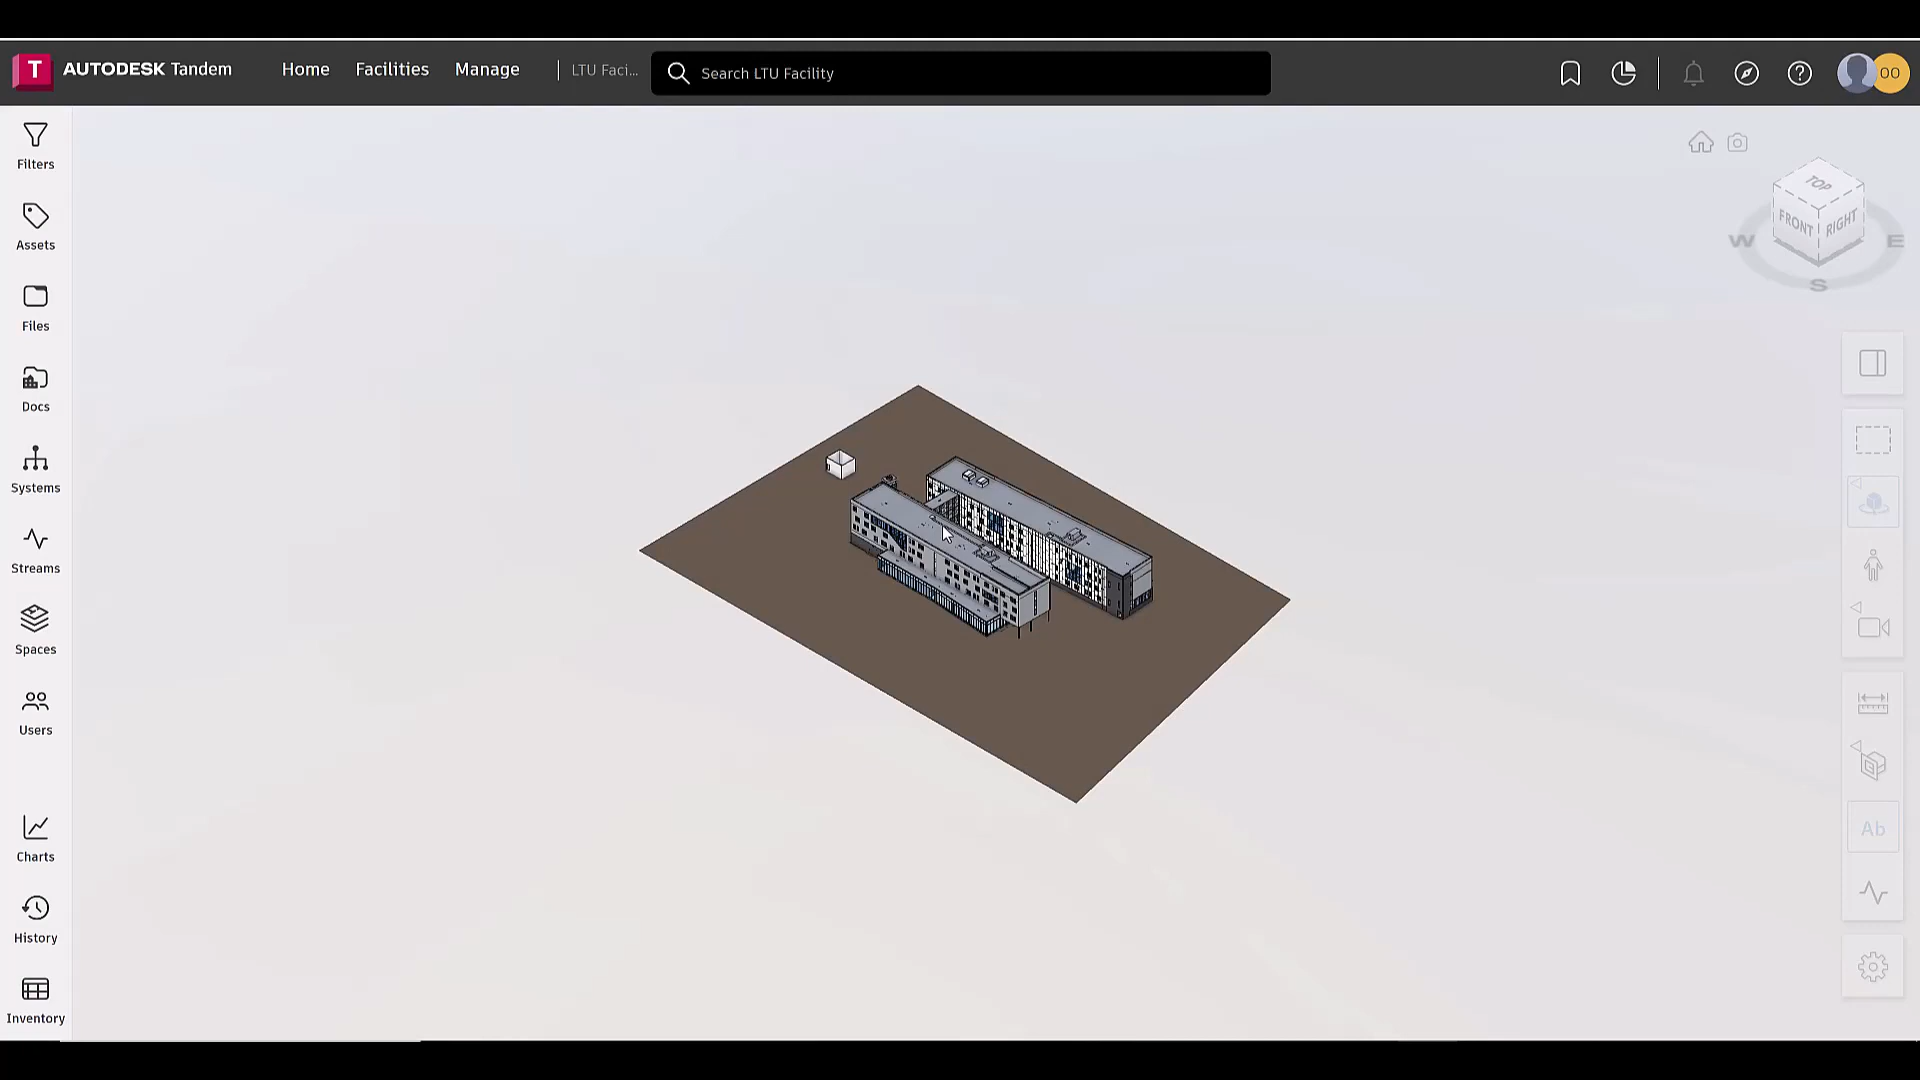 T AUTODESK Tandem Home Facilities Manage LTU Faci... Search LTU Facility OO
Filters
Assets
Files
Docs
Systems
Streams
Spaces
Users
Charts
History
Inventory
TOP
FRONT RIGHT
W E
S
Ab